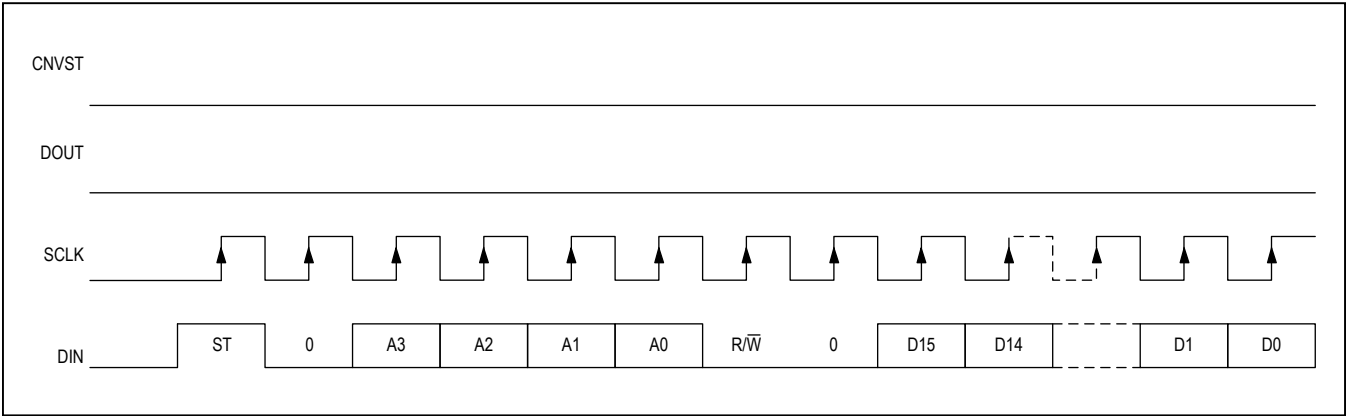 CNVST
DOUT
SCLK
DIN ST 0 A3 A2 A1 A0 R/W̅ 0 D15 D14 D1 D0